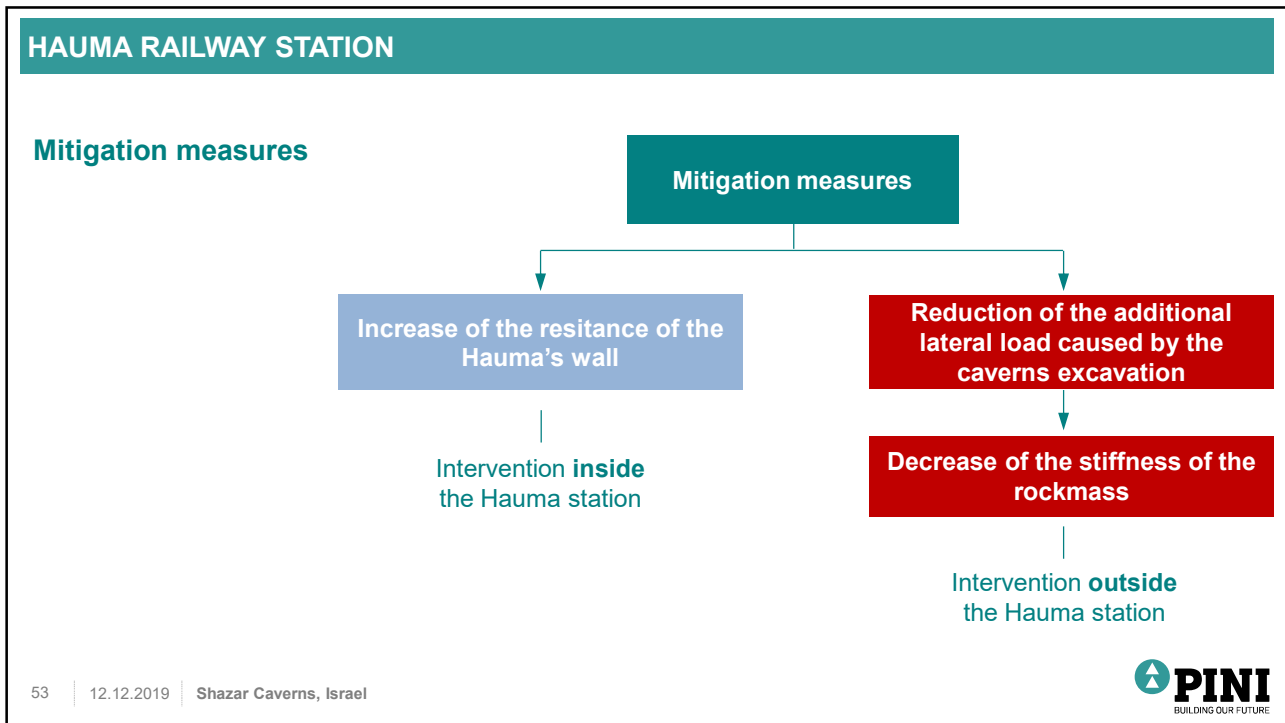 HAUMA RAILWAY STATION
Mitigation measures
Mitigation measures
Increase of the resitance of the
Hauma's wall
Reduction of the additional
lateral load caused by the
caverns excavation
Intervention inside
the Hauma station
Decrease of the stiffness of the
rockmass
Intervention outside
the Hauma station
53 12.12.2019 Shazar Caverns, Israel
PINI
BUILDING OUR FUTURE